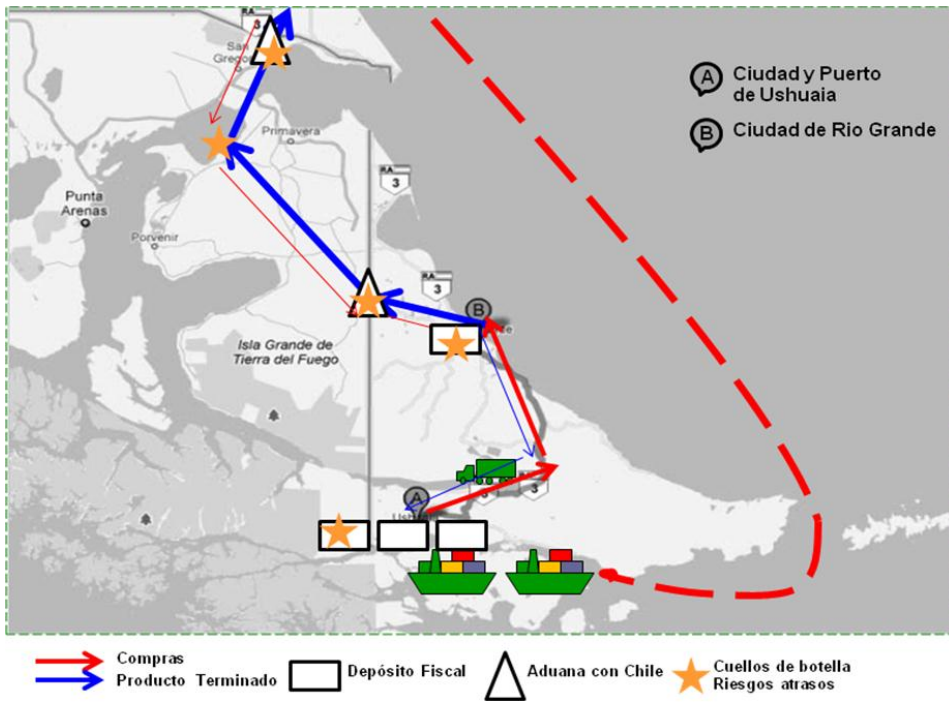 RA
3
San
Gregorio
Primavera
Punta
Arenas
Porvenir
3
RA
3
Isla Grande de
Tierra del Fuego
B
A
3
A
Ciudad y Puerto
de Ushuaia
B
Ciudad de Rio Grande
Compras
Producto Terminado
Depósito Fiscal
Aduana con Chile
Cuellos de botella
Riesgos atrasos